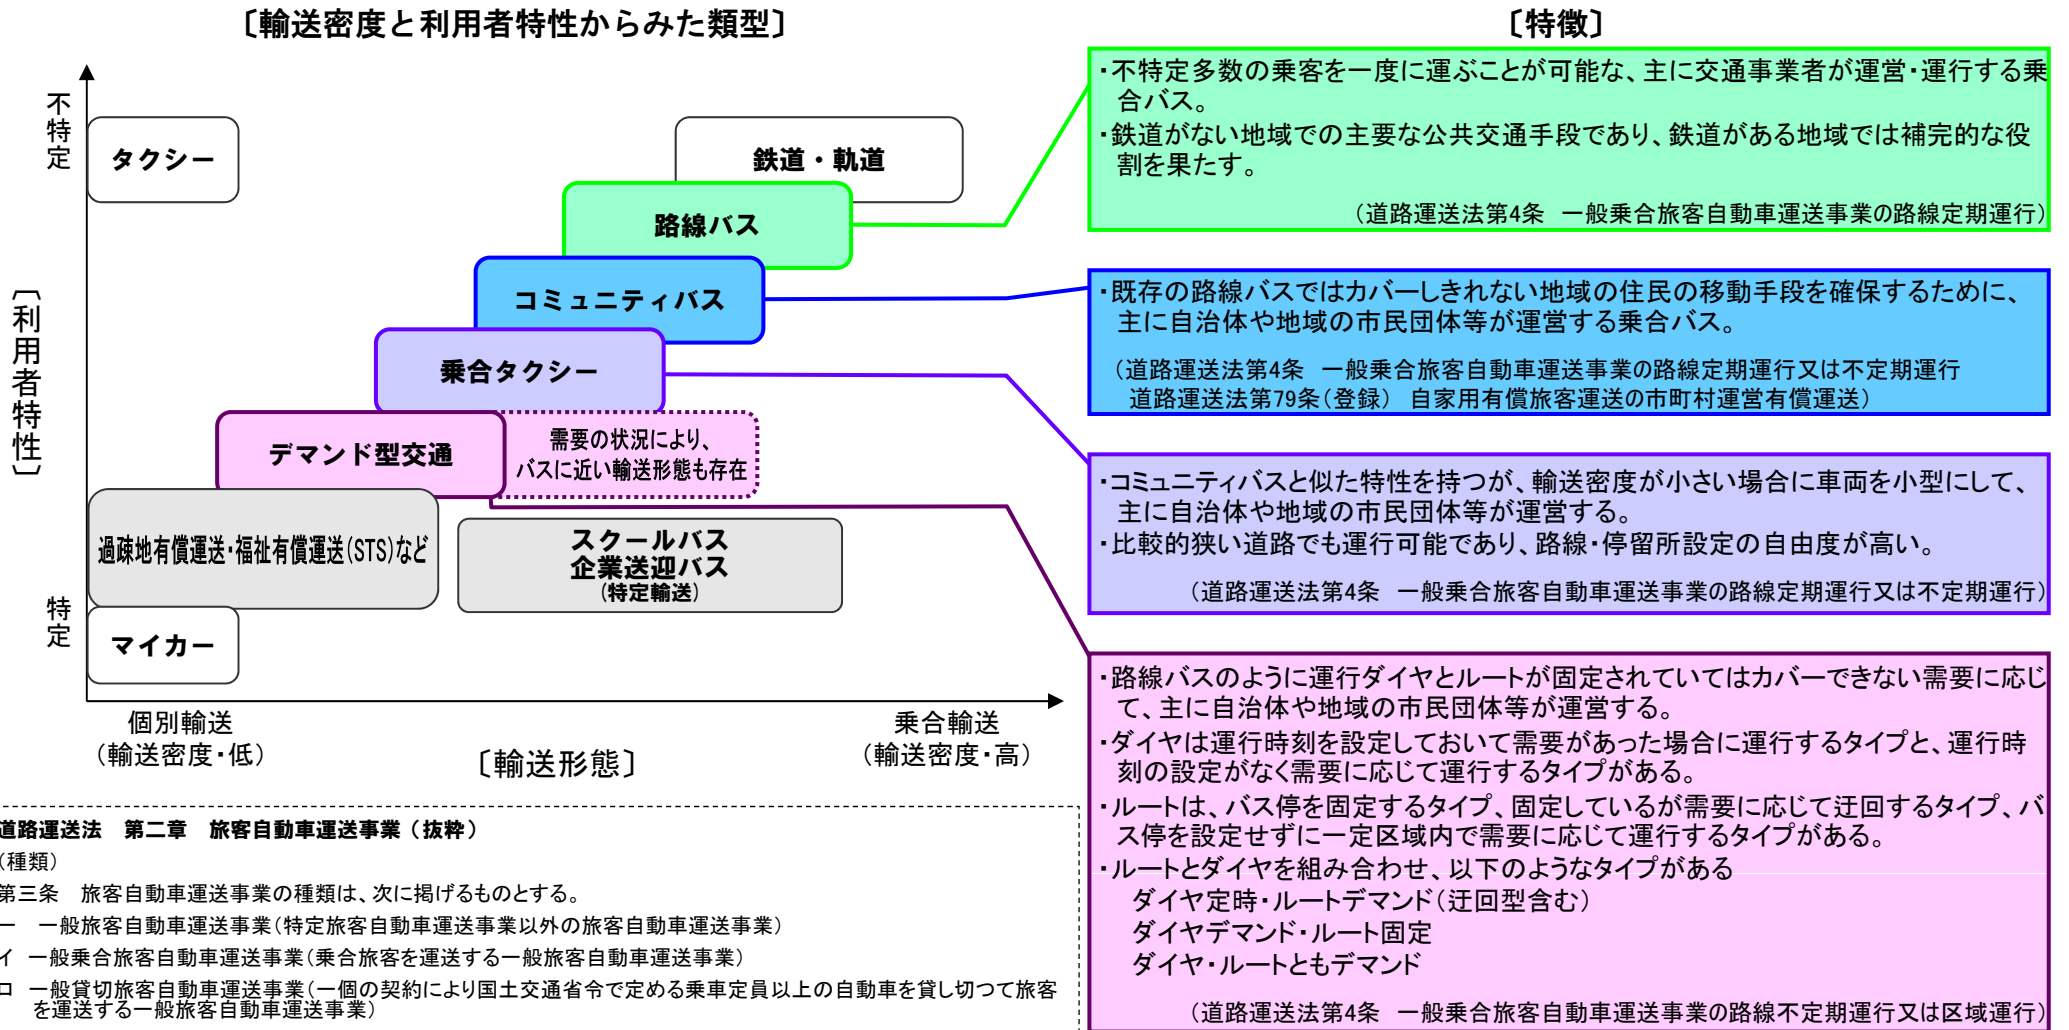 〔輸送密度と利用者特性からみた類型〕
〔特徴〕
不特定
タクシー
鉄道・軌道
路線バス
コミュニティバス
乗合タクシー
デマンド型交通
需要の状況により、
バスに近い輸送形態も存在
過疎地有償運送・福祉有償運送(STS)など
スクールバス
企業送迎バス
(特定輸送)
マイカー
特定
〔利用者特性〕
個別輸送
(輸送密度・低)
乗合輸送
(輸送密度・高)
〔輸送形態〕
・不特定多数の乗客を一度に運ぶことが可能な、主に交通事業者が運営・運行する乗
合バス。
・鉄道がない地域での主要な公共交通手段であり、鉄道がある地域では補完的な役
割を果たす。
(道路運送法第4条 一般乗合旅客自動車運送事業の路線定期運行)
・既存の路線バスではカバーしきれない地域の住民の移動手段を確保するために、
主に自治体や地域の市民団体等が運営する乗合バス。
(道路運送法第4条 一般乗合旅客自動車運送事業の路線定期運行又は不定期運行
道路運送法第79条(登録) 自家用有償旅客運送の市町村運営有償運送)
・コミュニティバスと似た特性を持つが、輸送密度が小さい場合に車両を小型にして、
主に自治体や地域の市民団体等が運営する。
・比較的狭い道路でも運行可能であり、路線・停留所設定の自由度が高い。
(道路運送法第4条 一般乗合旅客自動車運送事業の路線定期運行又は不定期運行)
・路線バスのように運行ダイヤとルートが固定されていてはカバーできない需要に応じ
て、主に自治体や地域の市民団体等が運営する。
・ダイヤは運行時刻を設定しておいて需要があった場合に運行するタイプと、運行時
刻の設定がなく需要に応じて運行するタイプがある。
・ルートは、バス停を固定するタイプ、固定しているが需要に応じて迂回するタイプ、バ
ス停を設定せずに一定区域内で需要に応じて運行するタイプがある。
・ルートとダイヤを組み合わせ、以下のようなタイプがある
ダイヤ定時・ルートデマンド(迂回型含む)
ダイヤデマンド・ルート固定
ダイヤ・ルートともデマンド
(道路運送法第4条 一般乗合旅客自動車運送事業の路線不定期運行又は区域運行)
道路運送法 第二章 旅客自動車運送事業(抜粋)
(種類)
第三条 旅客自動車運送事業の種類は、次に掲げるものとする。
一 一般旅客自動車運送事業(特定旅客自動車運送事業以外の旅客自動車運送事業)
イ 一般乗合旅客自動車運送事業(乗合旅客を運送する一般旅客自動車運送事業)
ロ 一般貸切旅客自動車運送事業(一個の契約により国土交通省令で定める乗車定員以上の自動車を貸し切つて旅客
を運送する一般旅客自動車運送事業)